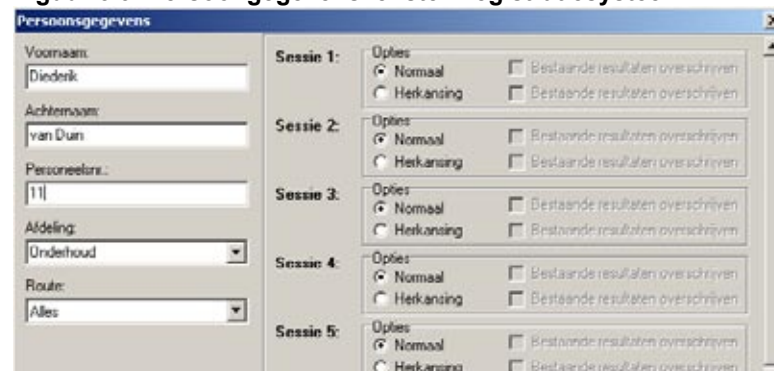 Persoonsgegevens
Voornaam:
Diederik
Achternaam:
van Duin
Personeelsnr.:
11
Afdeling:
Onderhoud
Route:
Alles
Sessie 1:
Opties
Normaal
Bestaande resultaten overschrijven
Herkansing
Bestaande resultaten overschrijven
Sessie 2:
Opties
Normaal
Bestaande resultaten overschrijven
Herkansing
Bestaande resultaten overschrijven
Sessie 3:
Opties
Normaal
Bestaande resultaten overschrijven
Herkansing
Bestaande resultaten overschrijven
Sessie 4:
Opties
Normaal
Bestaande resultaten overschrijven
Herkansing
Bestaande resultaten overschrijven
Sessie 5:
Opties
Normaal
Bestaande resultaten overschrijven
Herkansing
Bestaande resultaten overschrijven